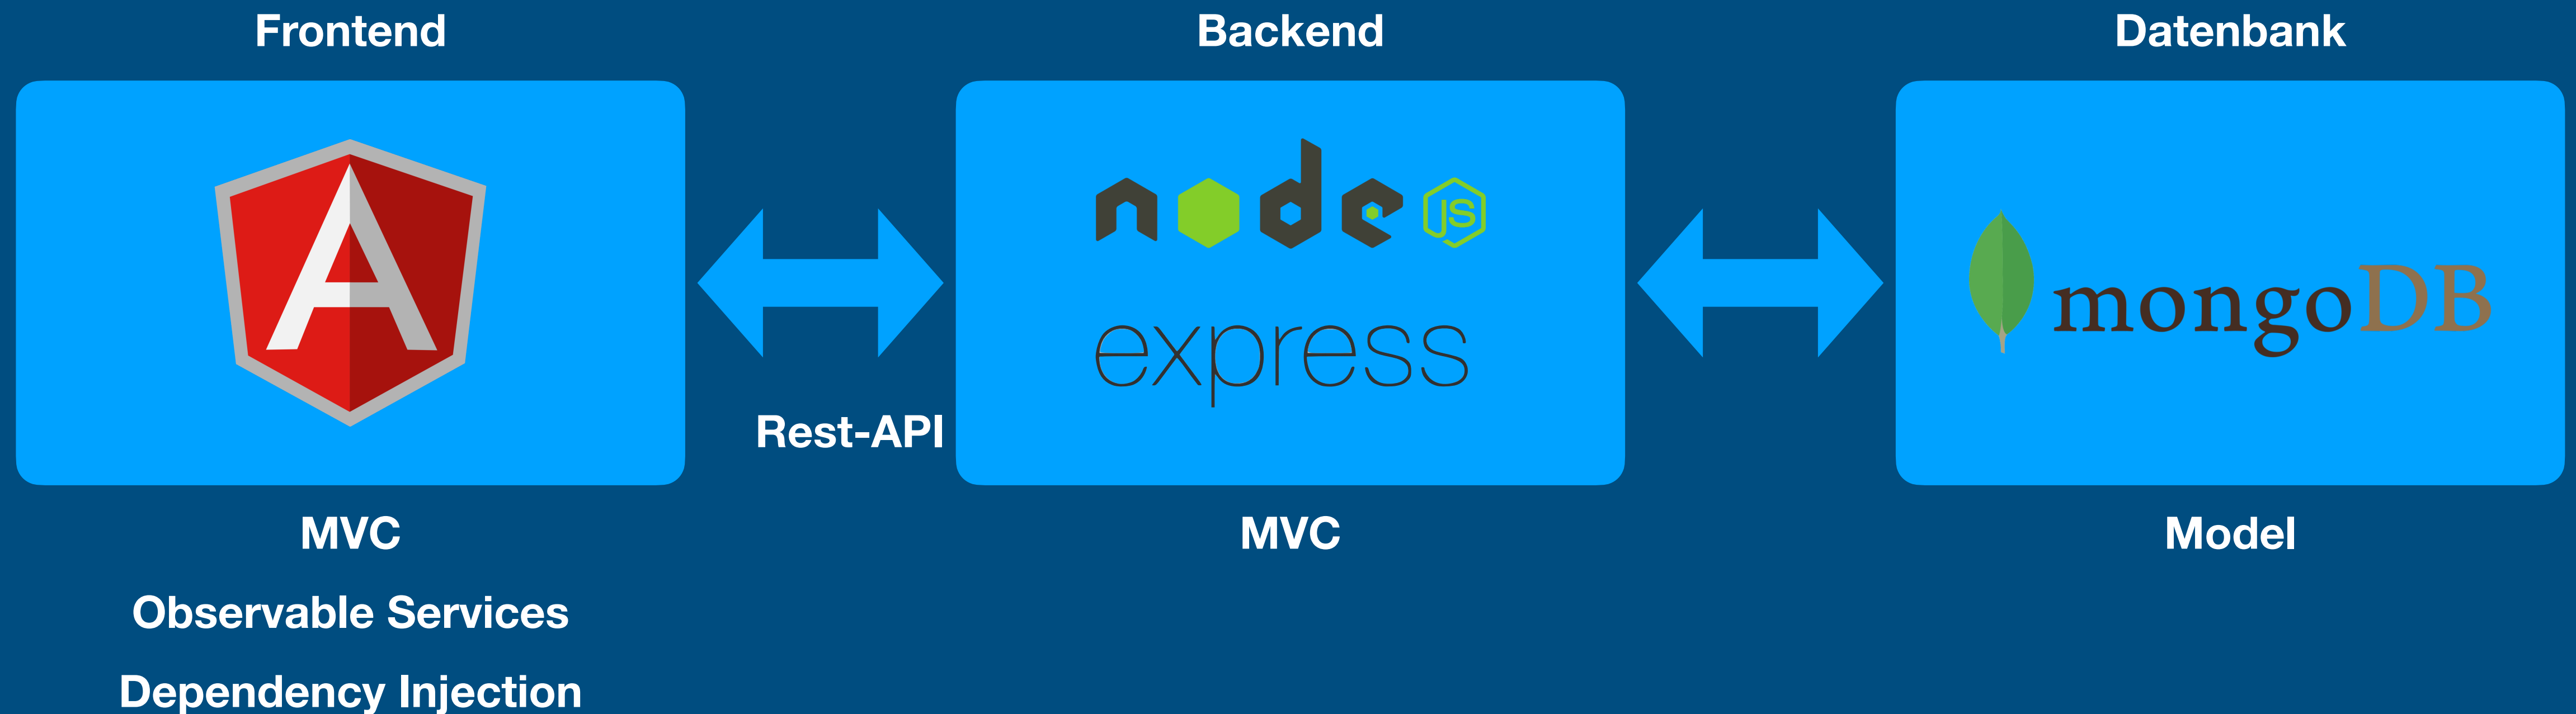 Frontend
Backend
Datenbank
A
node JS
express
mongoDB
Rest-API
MVC
MVC
Model
Observable Services
Dependency Injection